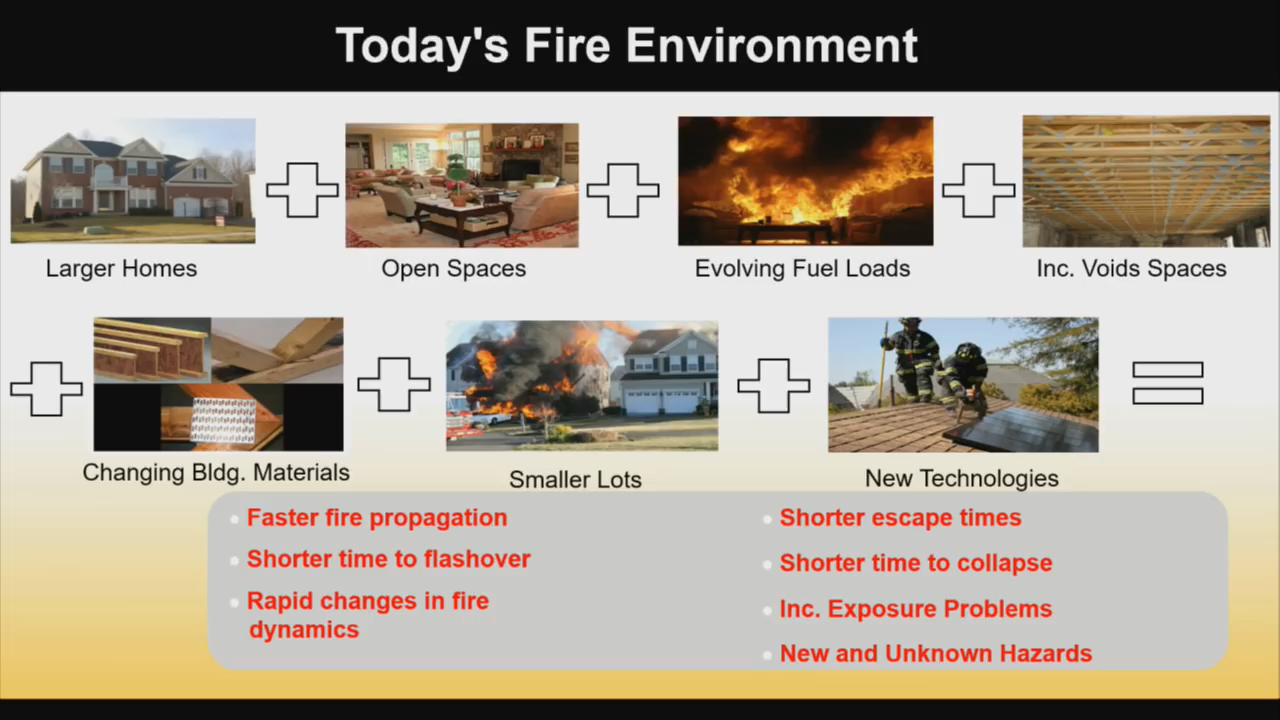 Today's Fire Environment
Larger Homes
Open Spaces
Evolving Fuel Loads
Inc. Voids Spaces
Changing Bldg. Materials
Smaller Lots
New Technologies
Faster fire propagation
Shorter time to flashover
Rapid changes in fire
dynamics
Shorter escape times
Shorter time to collapse
Inc. Exposure Problems
New and Unknown Hazards